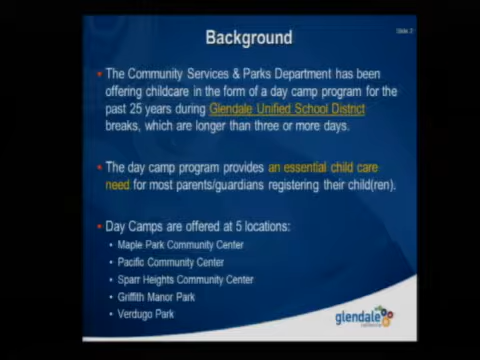 Slide 2
Background
• The Community Services & Parks Department has been
offering childcare in the form of a day camp program for the
past 25 years during Glendale Unified School District
breaks, which are longer than three or more days.
• The day camp program provides an essential child care
need for most parents/guardians registering their child(ren).
• Day Camps are offered at 5 locations:
• Maple Park Community Center
• Pacific Community Center
• Sparr Heights Community Center
• Griffith Manor Park
• Verdugo Park
glendale